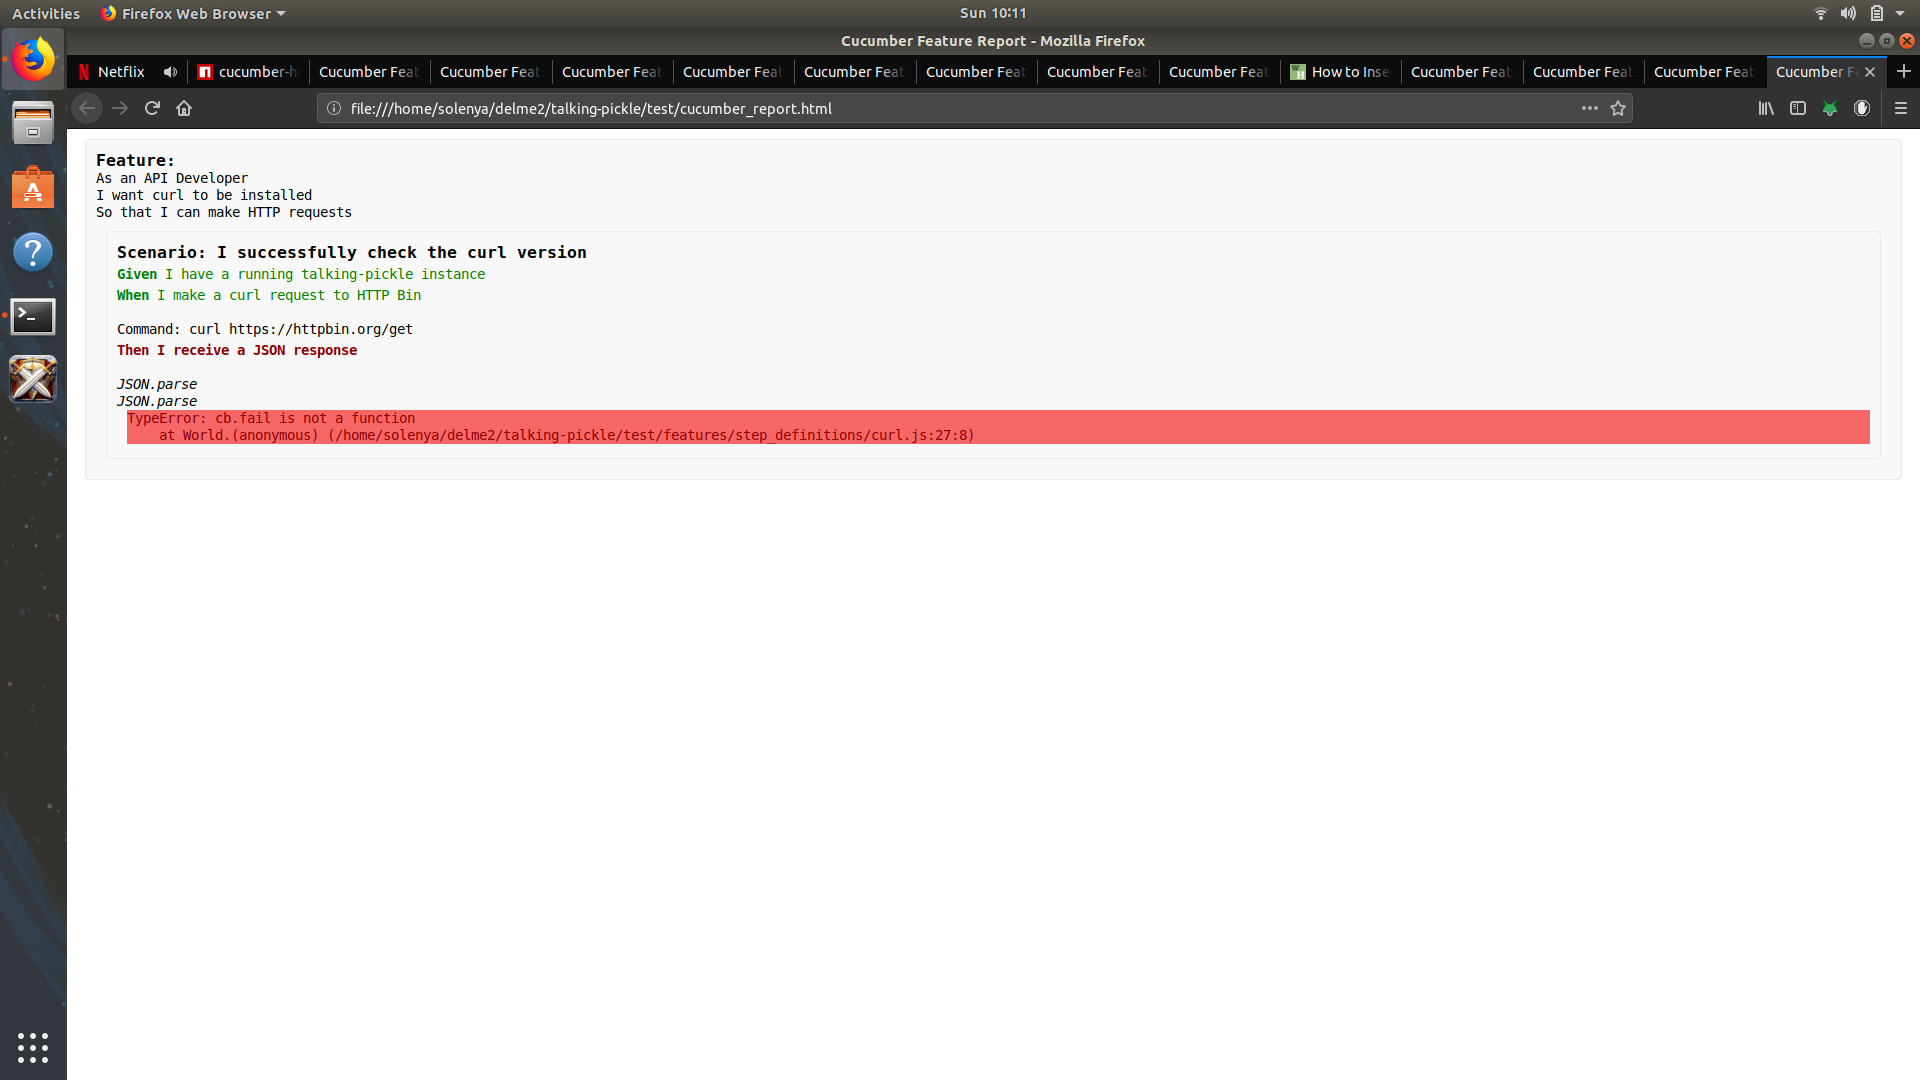 Activities
Firefox Web Browser
Sun 10:11
Cucumber Feature Report - Mozilla Firefox
Netflix
cucumber-h
Cucumber Feat
Cucumber Feat
Cucumber Feat
Cucumber Feat
Cucumber Feat
Cucumber Feat
Cucumber Feat
Cucumber Feat
How to Inse
Cucumber Feat
Cucumber Feat
Cucumber Feat
Cucumber Fe
file:///home/solenya/delme2/talking-pickle/test/cucumber_report.html
Feature:
As an API Developer
I want curl to be installed
So that I can make HTTP requests
Scenario: I successfully check the curl version
Given I have a running talking-pickle instance
When I make a curl request to HTTP Bin
Command: curl https://httpbin.org/get
Then I receive a JSON response
JSON.parse
JSON.parse
TypeError: cb.fail is not a function
at World.(anonymous) (/home/solenya/delme2/talking-pickle/test/features/step_definitions/curl.js:27:8)